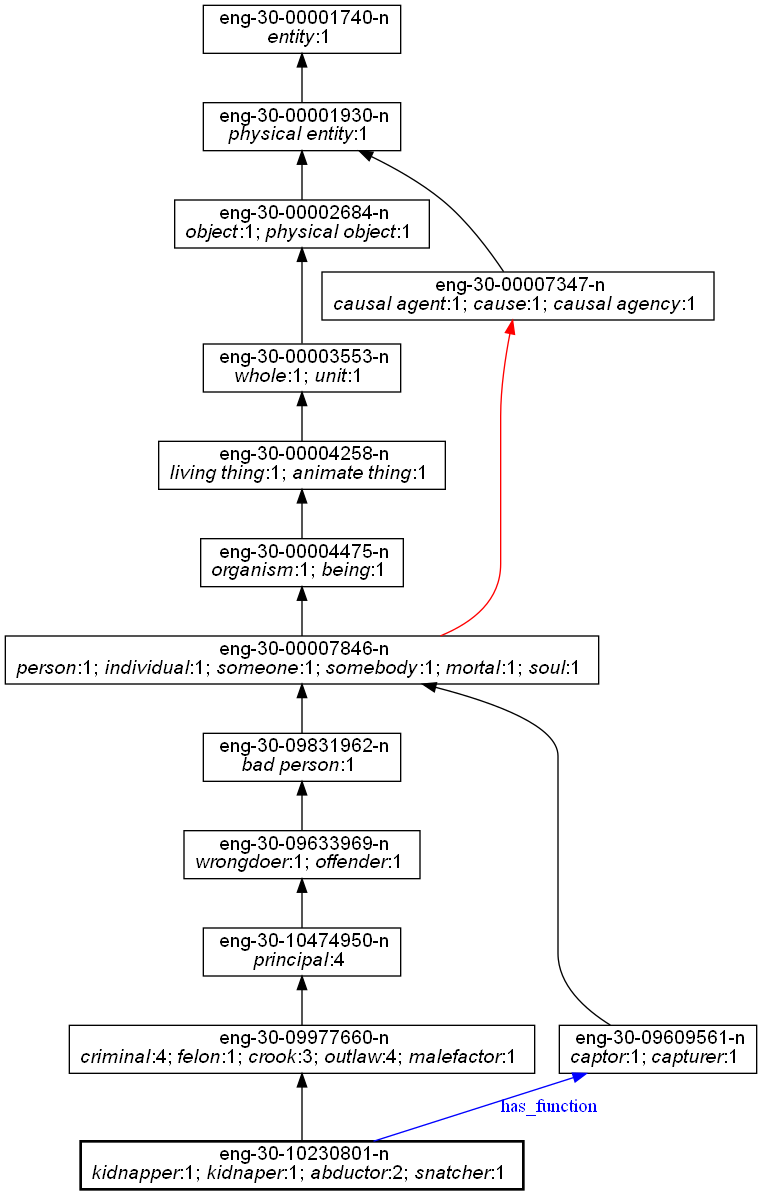 eng-30-00001740-n
entity:1
eng-30-00001930-n
physical entity:1
eng-30-00002684-n
object:1; physical object:1
eng-30-00007347-n
causal agent:1; cause:1; causal agency:1
eng-30-00003553-n
whole:1; unit:1
eng-30-00004258-n
living thing:1; animate thing:1
eng-30-00004475-n
organism:1; being:1
eng-30-00007846-n
person:1; individual:1; someone:1; somebody:1; mortal:1; soul:1
eng-30-09831962-n
bad person:1
eng-30-09633969-n
wrongdoer:1; offender:1
eng-30-10474950-n
principal:4
eng-30-09977660-n
criminal:4; felon:1; crook:3; outlaw:4; malefactor:1
eng-30-09609561-n
captor:1; capturer:1
has_function
eng-30-10230801-n
kidnapper:1; kidnaper:1; abductor:2; snatcher:1